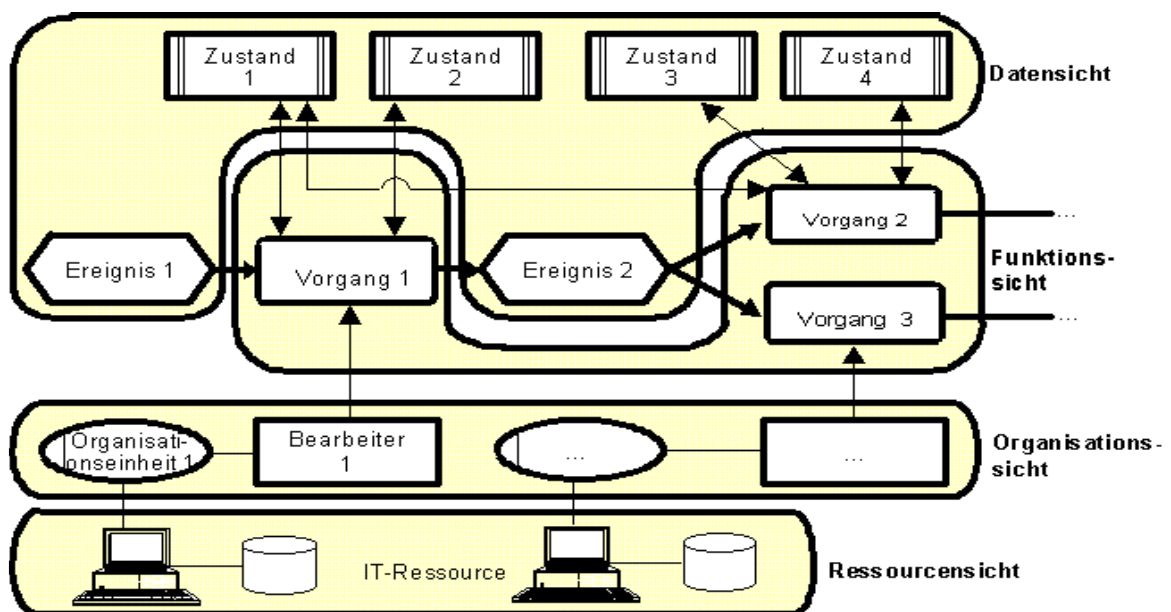 Zustand
1
Zustand
2
Zustand
3
Zustand
4
Datensicht
Ereignis 1
Vorgang 1
Ereignis 2
Vorgang 2
...
Funktions-
sicht
Vorgang 3
...
Organisati-
onseinheit 1
Bearbeiter
1
...
...
Organisations-
sicht
IT-Ressource
Ressourcensicht